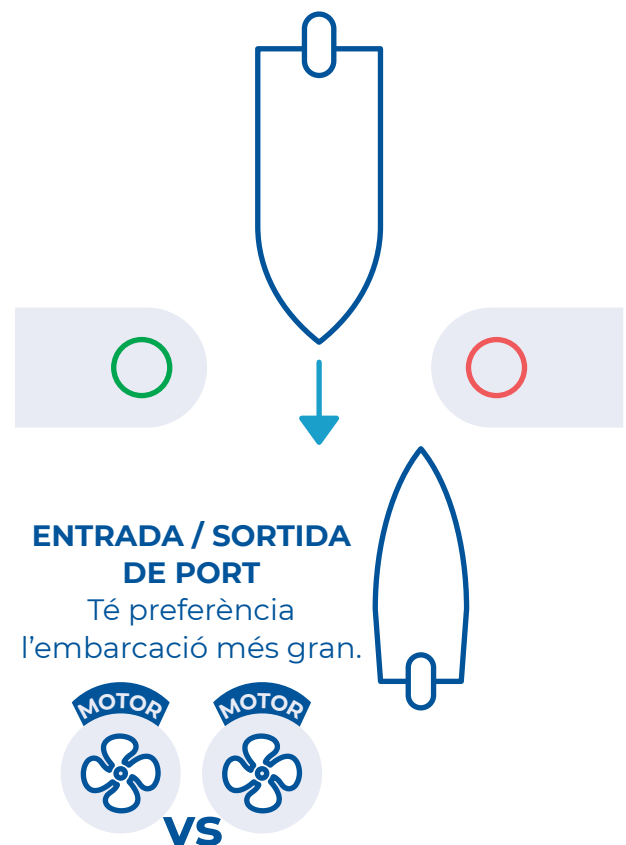 ENTRADA / SORTIDA
DE PORT
Té preferència
l'embarcació més gran.
MOTOR MOTOR
VS